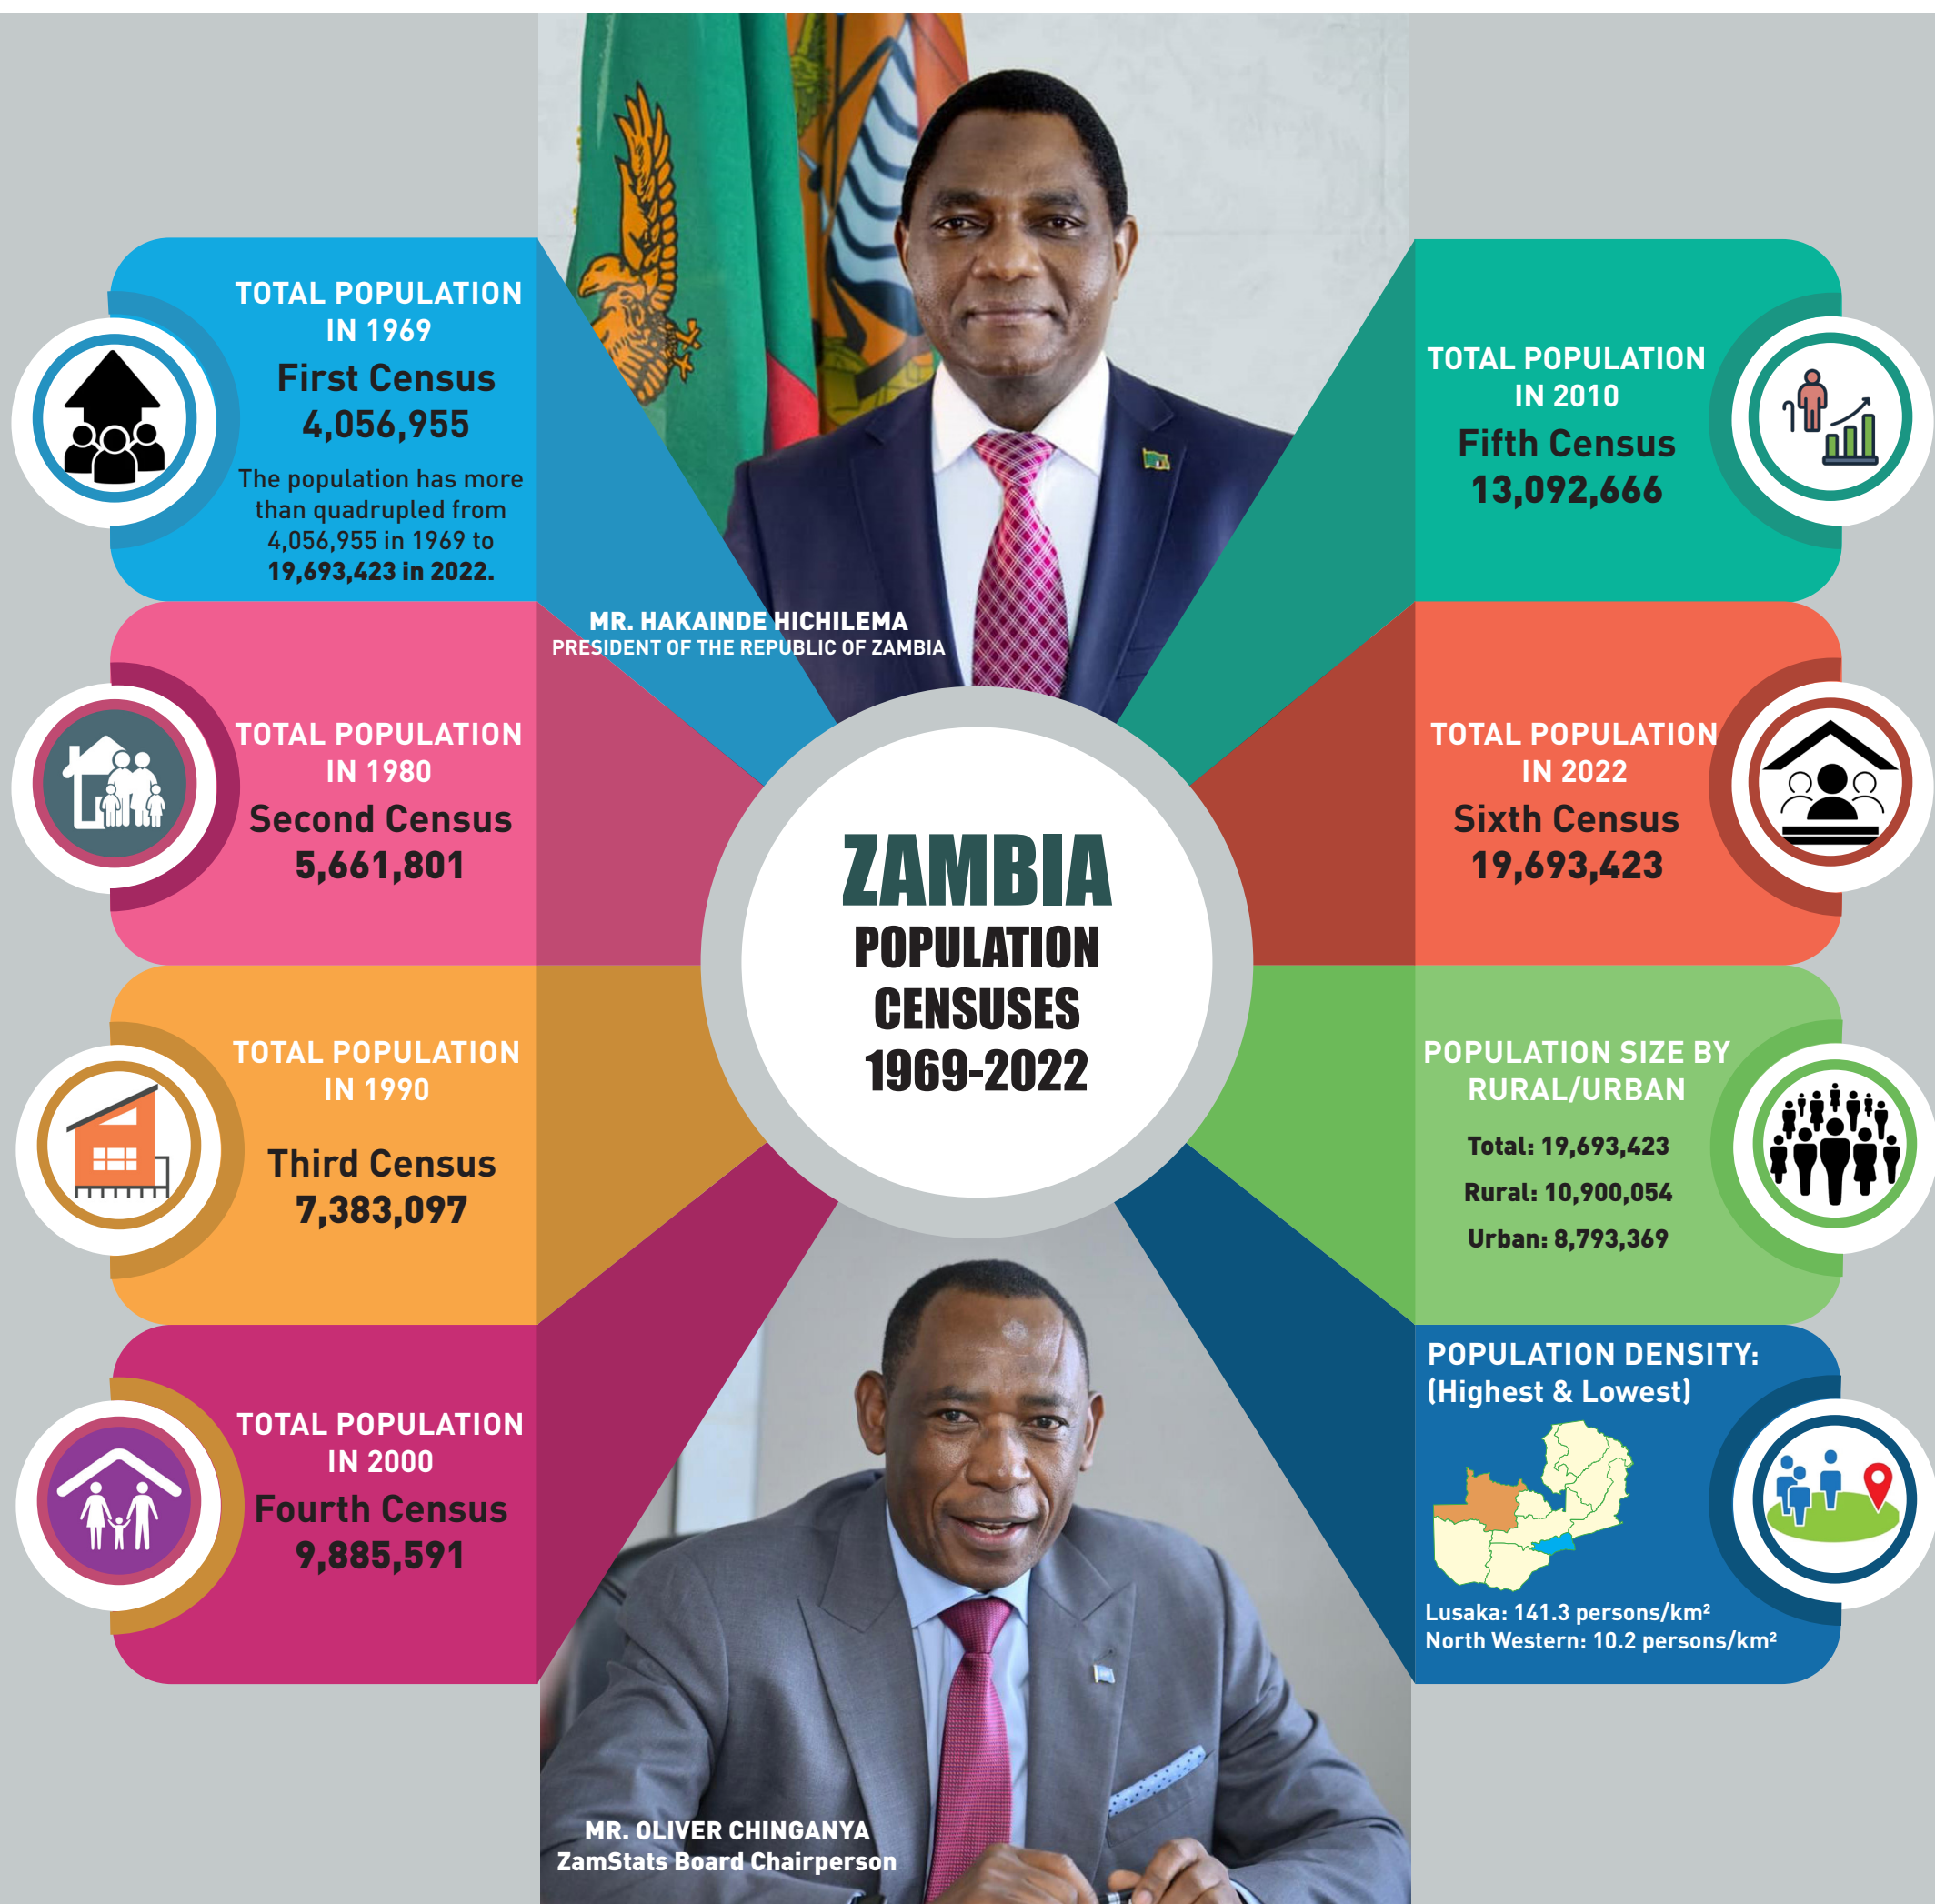 TOTAL POPULATION
IN 1969
First Census
4,056,955
The population has more
than quadrupled from
4,056,955 in 1969 to
19,693,423 in 2022.
TOTAL POPULATION
IN 1980
Second Census
5,661,801
TOTAL POPULATION
IN 1990
Third Census
7,383,097
TOTAL POPULATION
IN 2000
Fourth Census
9,885,591
MR. HAKAINDE HICHILEMA
PRESIDENT OF THE REPUBLIC OF ZAMBIA
ZAMBIA
POPULATION
CENSUSES
1969-2022
MR. OLIVER CHINGANYA
ZamStats Board Chairperson
TOTAL POPULATION
IN 2010
Fifth Census
13,092,666
TOTAL POPULATION
IN 2022
Sixth Census
19,693,423
POPULATION SIZE BY
RURAL/URBAN
Total: 19,693,423
Rural: 10,900,054
Urban: 8,793,369
POPULATION DENSITY:
(Highest & Lowest)
Lusaka: 141.3 persons/km²
North Western: 10.2 persons/km²